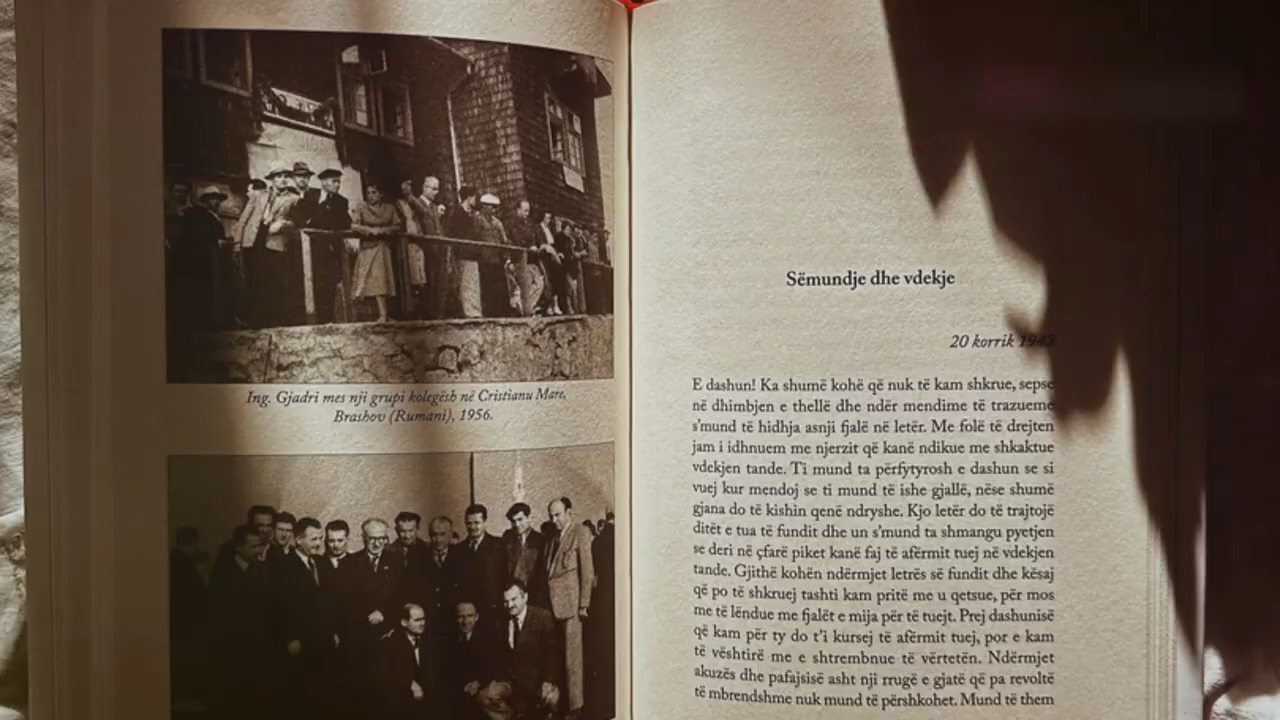 Ing. Gjadri mes nji grupi kolegësh në Cristianu Mare,
Brashov (Rumani), 1956.
Sëmundje dhe vdekje
20 korrik 1942
E dashun! Ka shumë kohë që nuk të kam shkrue, sepse
në dhimbjen e thellë dhe ndër mendime të trazueme
s'mund të hidhja asnji fjalë në letër. Me folë të drejten
jam i idhnuem me njerzit që kanë ndikue me shkaktue
vdekjen tande. Ti mund ta përfytyrosh e dashun se si
vuej kur mendoj se ti mund të ishe gjallë, nëse shumë
gjana do të kishin qenë ndryshe. Kjo letër do të trajtojë
ditët e tua të fundit dhe un s'mund ta shmangu pyetjen
se deri në çfarë piket kanë faj të afërmit tuej në vdekjen
tande. Gjithë kohën ndërmjet letrës së fundit dhe kësaj
që po të shkruej tashti kam pritë me u qetsue, për mos
me të lëndue me fjalët e mija për të tuejt. Prej dashunisë
që kam për ty do t'i kursej të afërmit tuej, por e kam
të vështirë me e shtrembnue të vërtetën. Ndërmjet
akuzës dhe pafajsisë asht nji rrugë e gjatë që pa revoltë
të mbrendshme nuk mund të përshkohet. Mund të them